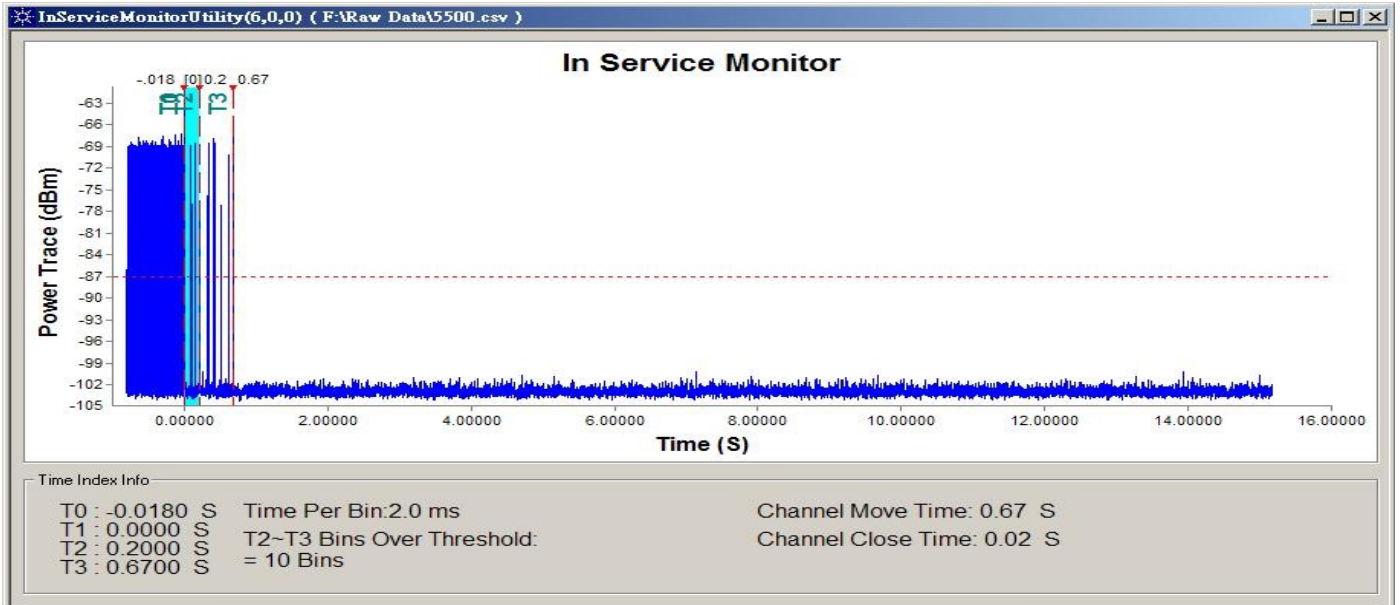 InServiceMonitorUtility(6,0,0) ( F:\Raw Data\5500.csv )
In Service Monitor
-.018 [0]0.2 0.67
T2 T3
Power Trace (dBm)
-63
-66
-69
-72
-75
-78
-81
-84
-87
-90
-93
-96
-99
-102
-105
0.00000 2.00000 4.00000 6.00000 8.00000 10.00000 12.00000 14.00000 16.00000
Time (S)
Time Index Info
T0 : -0.0180 S
T1 : 0.0000 S
T2 : 0.2000 S
T3 : 0.6700 S
Time Per Bin:2.0 ms
T2~T3 Bins Over Threshold:
= 10 Bins
Channel Move Time: 0.67 S
Channel Close Time: 0.02 S